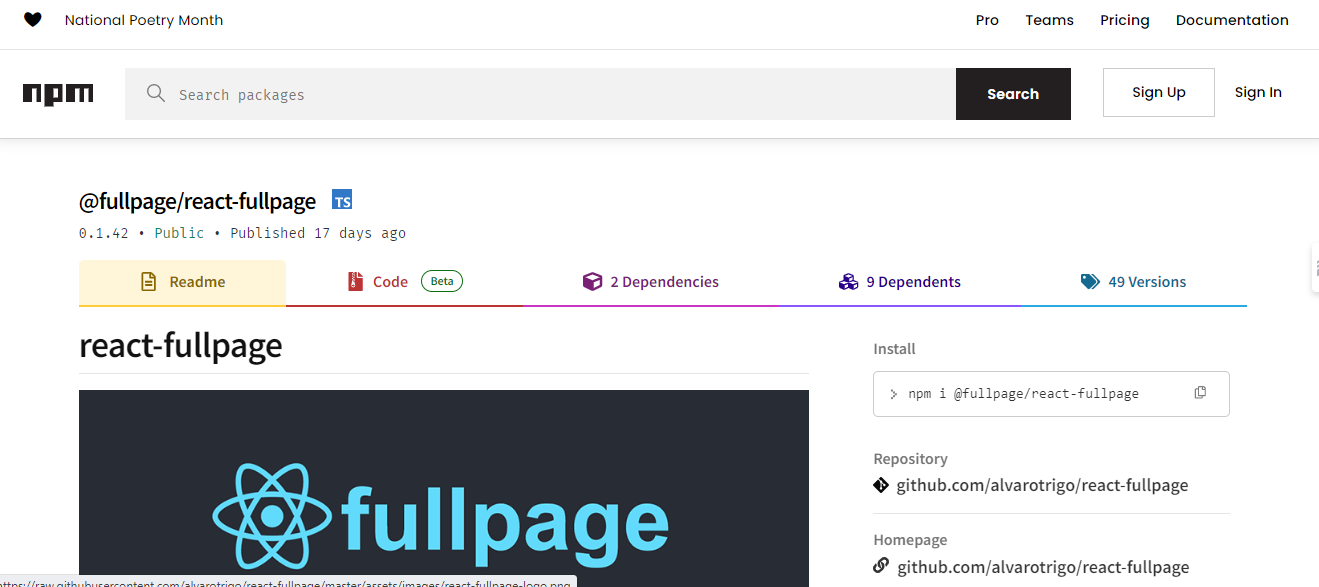 National Poetry Month
Pro Teams Pricing Documentation
npm
Search packages
Search
Sign Up
Sign In
@fullpage/react-fullpage TS
0.1.42 • Public • Published 17 days ago
Readme
Code Beta
2 Dependencies
9 Dependents
49 Versions
react-fullpage
fullpage
Install
> npm i @fullpage/react-fullpage
Repository
github.com/alvarotrigo/react-fullpage
Homepage
github.com/alvarotrigo/react-fullpage
https://raw.githubusercontent.com/alvarotrigo/react-fullpage/master/assets/images/react-fullpage-logo.png